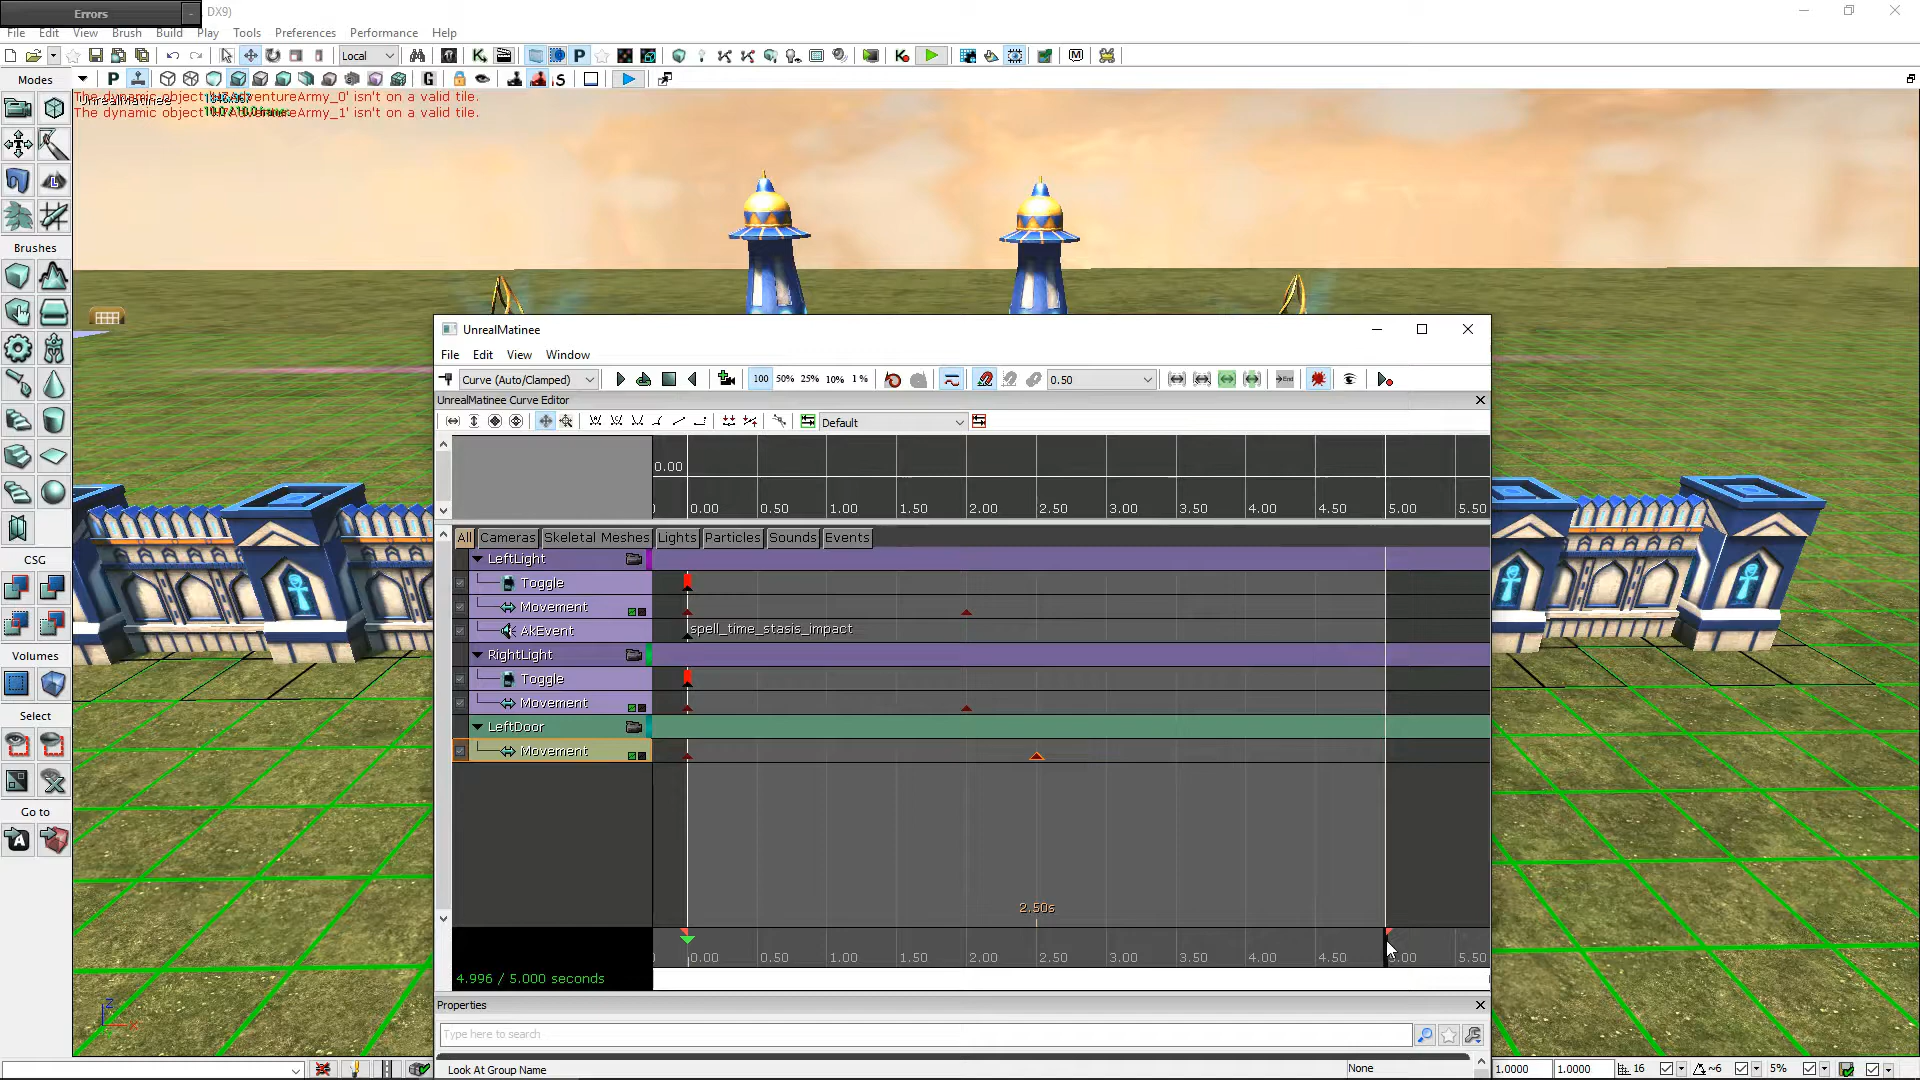 Errors
-
DX9)
File Edit View Brush Build Play Tools Preferences Performance Help
Local
Modes
The dynamic object 'H7AdventureArmy_0' isn't on a valid tile.
The dynamic object 'H7AdventureArmy_1' isn't on a valid tile.
Brushes
CSG
Volumes
Select
Go to
UnrealMatinee
File Edit View Window
Curve (Auto/Clamped) 100 50% 25% 10% 1% 0.50
UnrealMatinee Curve Editor
Default
0.00
0.00 0.50 1.00 1.50 2.00 2.50 3.00 3.50 4.00 4.50 5.00 5.50
All Cameras Skeletal Meshes Lights Particles Sounds Events
LeftLight
Toggle
Movement
AkEvent spell_time_stasis_impact
RightLight
Toggle
Movement
LeftDoor
Movement
2.50s
0.00 0.50 1.00 1.50 2.00 2.50 3.00 3.50 4.00 4.50 5.00 5.50
4.996 / 5.000 seconds
Properties
Type here to search
Look At Group Name None
1.0000 1.0000 16 ~6 5%